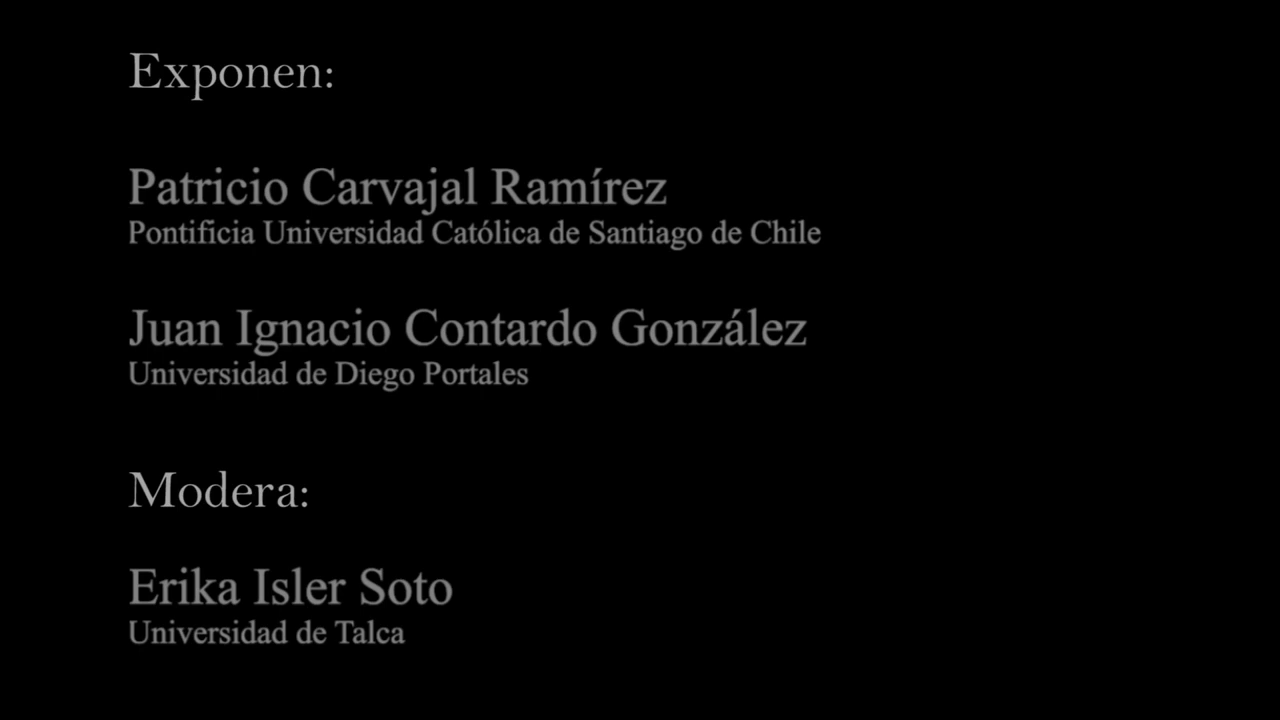 Exponen:
Patricio Carvajal Ramírez
Pontificia Universidad Católica de Santiago de Chile
Juan Ignacio Contardo González
Universidad de Diego Portales
Modera:
Erika Isler Soto
Universidad de Talca